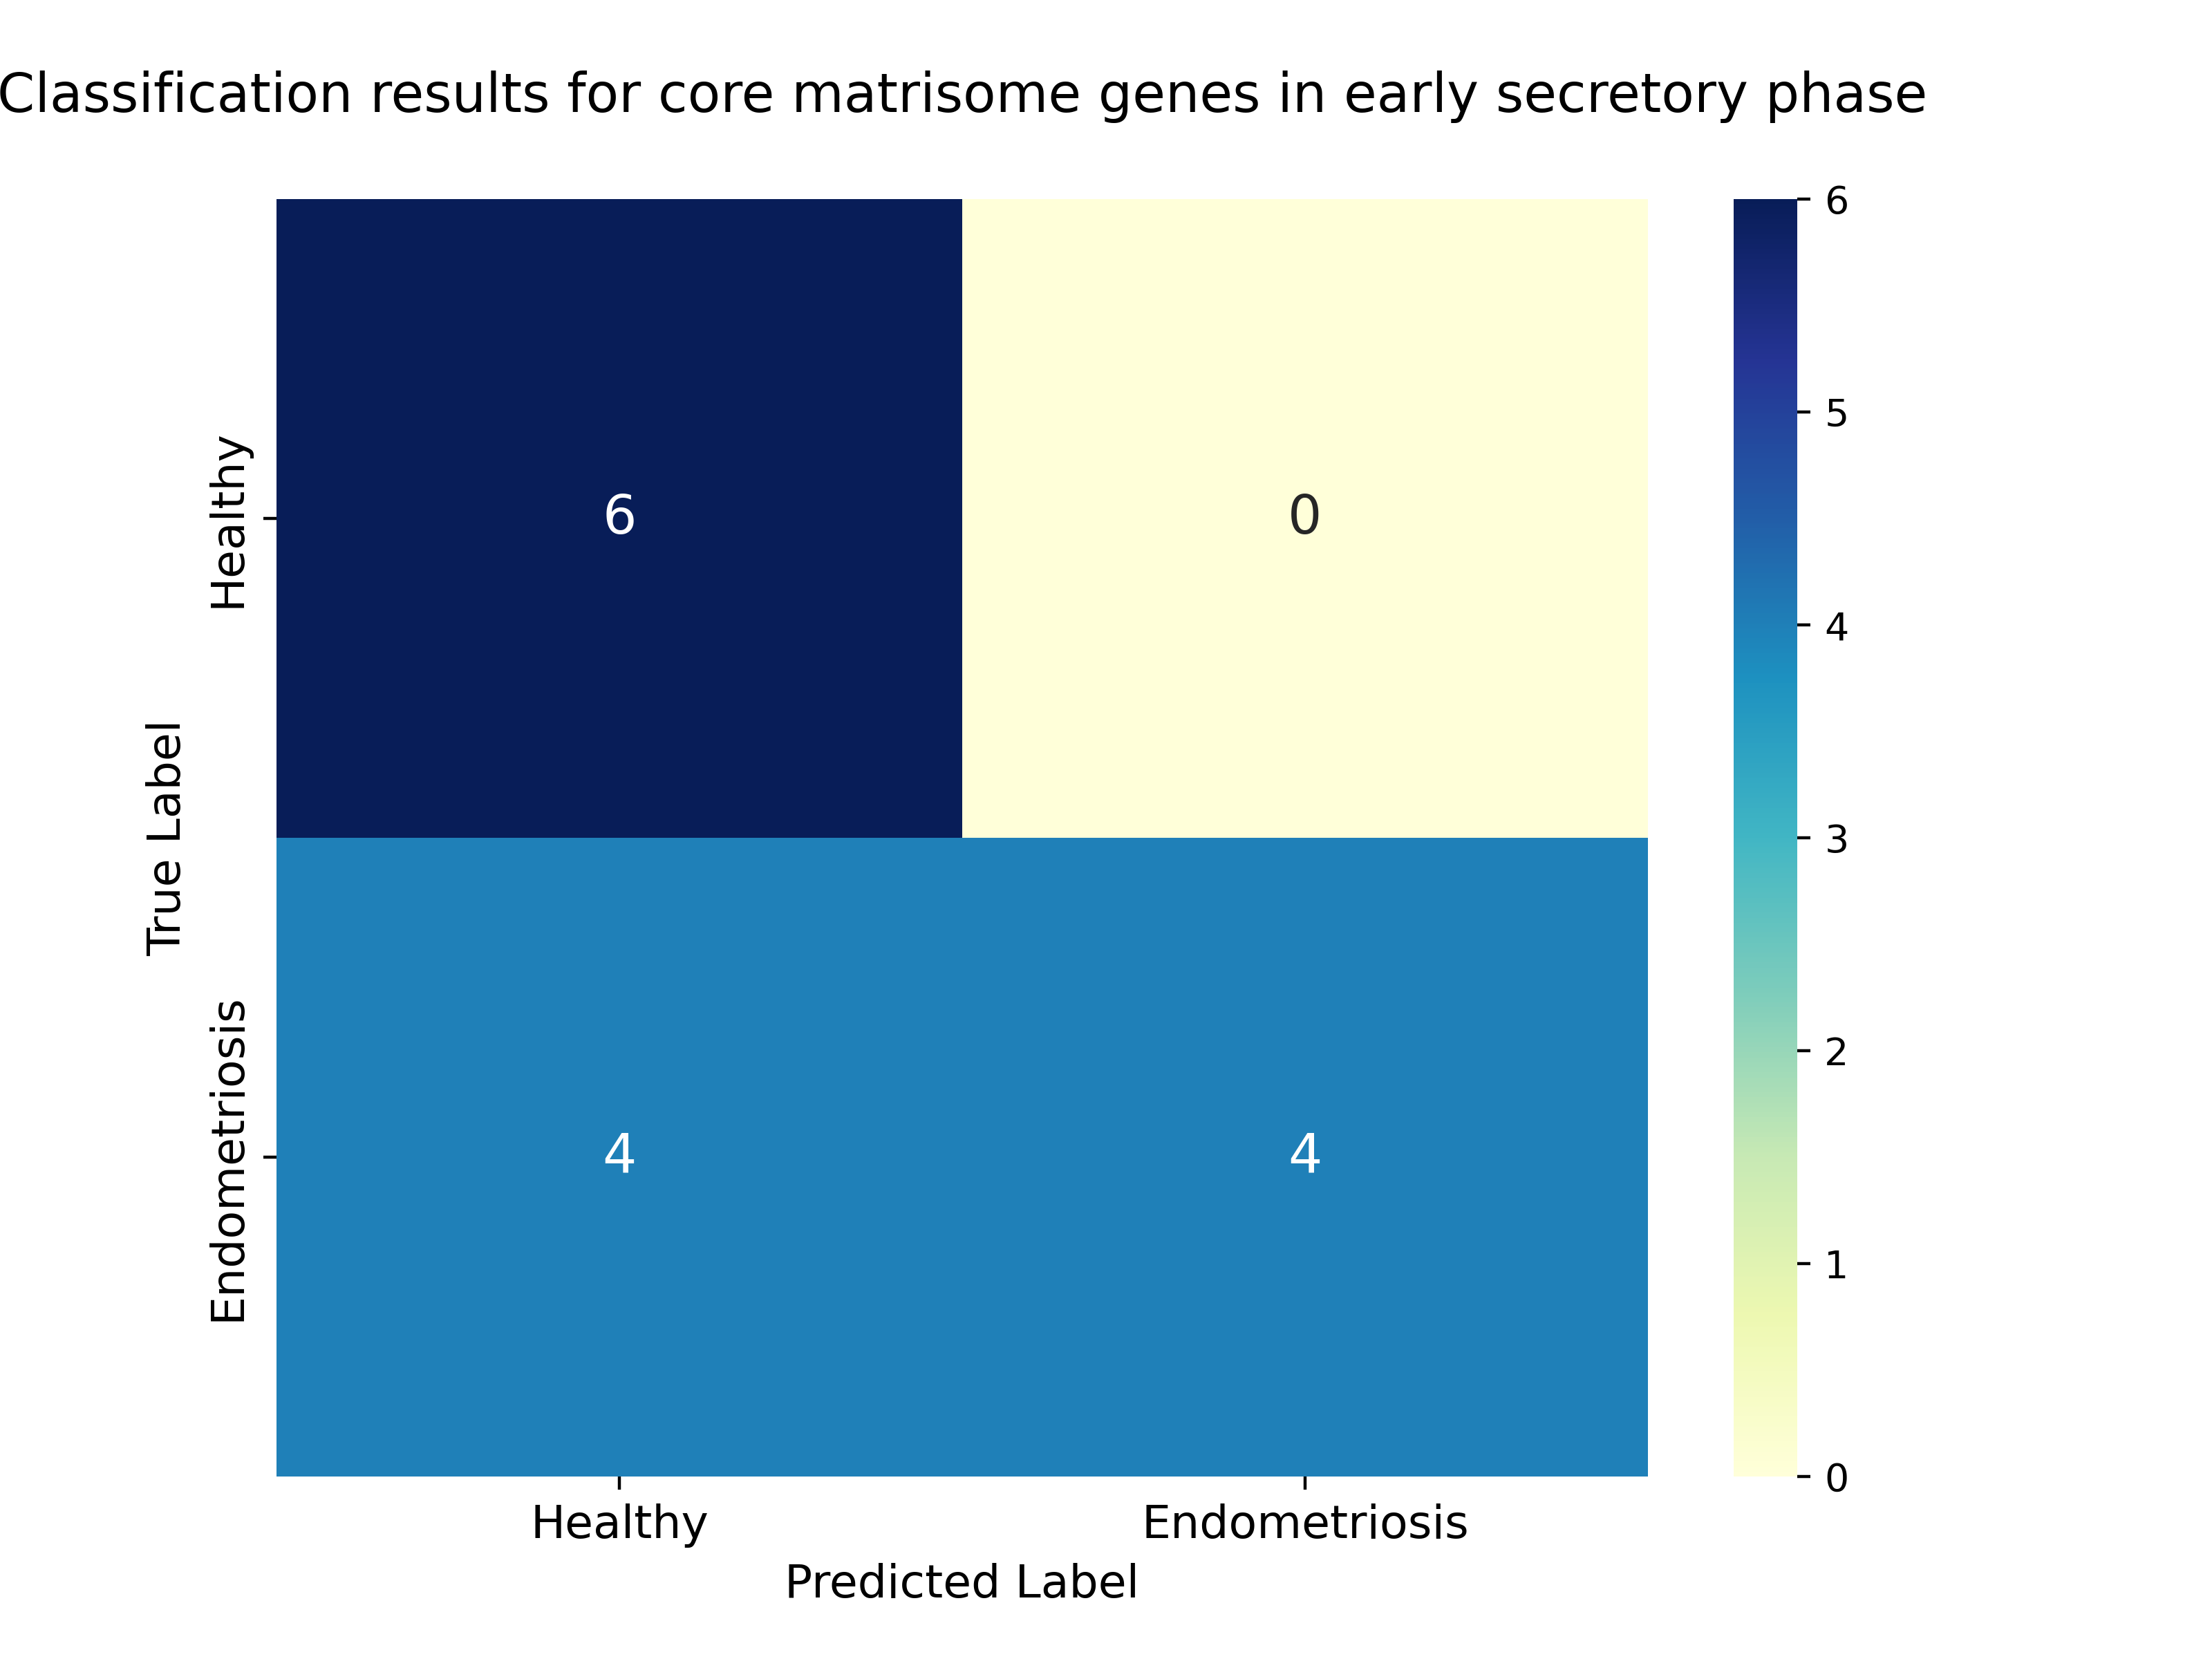 Classification results for core matrisome genes in early secretory phase
True Label
Healthy
6
0
Endometriosis
4
4
Healthy
Endometriosis
Predicted Label
6
5
4
3
2
1
0